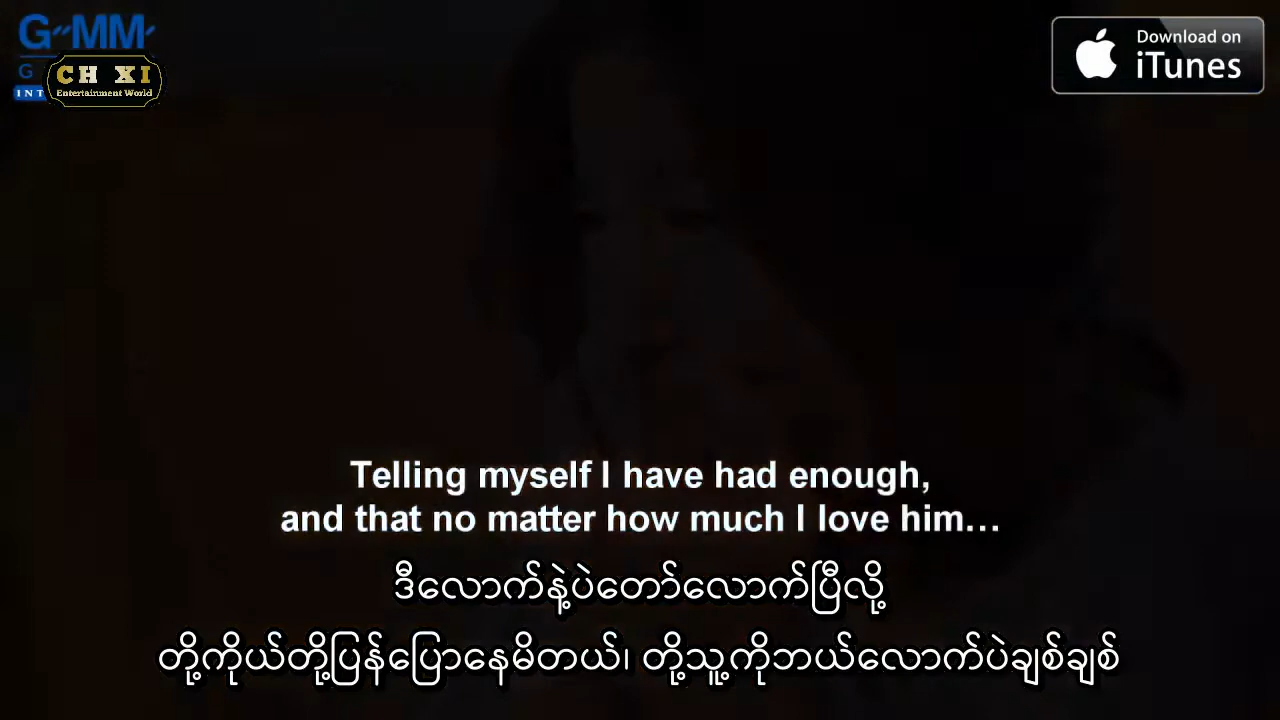 G-MM-
G
INT
CH XI
Entertainment World
Download on
iTunes
Telling myself I have had enough,
and that no matter how much I love him…
ဒီလောက်နဲ့ပဲတော်လောက်ပြီလို့
တို့ကိုယ်တို့ပြန်ပြောနေမိတယ်၊ တို့သူ့ကိုဘယ်လောက်ပဲချစ်ချစ်